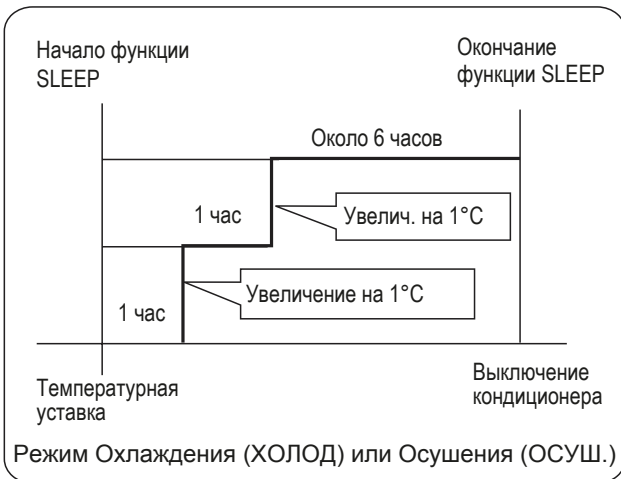 Начало функции
SLEEP
Окончание
функции SLEEP
Около 6 часов
1 час
Увелич. на 1°C
1 час
Увеличение на 1°C
Температурная
уставка
Выключение
кондиционера
Режим Охлаждения (ХОЛОД) или Осушения (ОСУШ.)